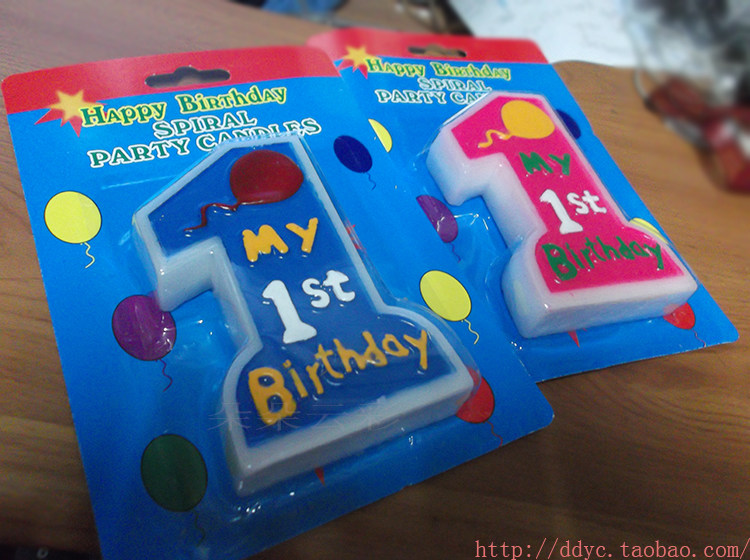 Happy Birthday
SPIRAL
PARTY CANDLES
My
1st
Birthday
Happy Birthday
SPIRAL
My
1st
Birthday
http://ddyc.taobao.com/